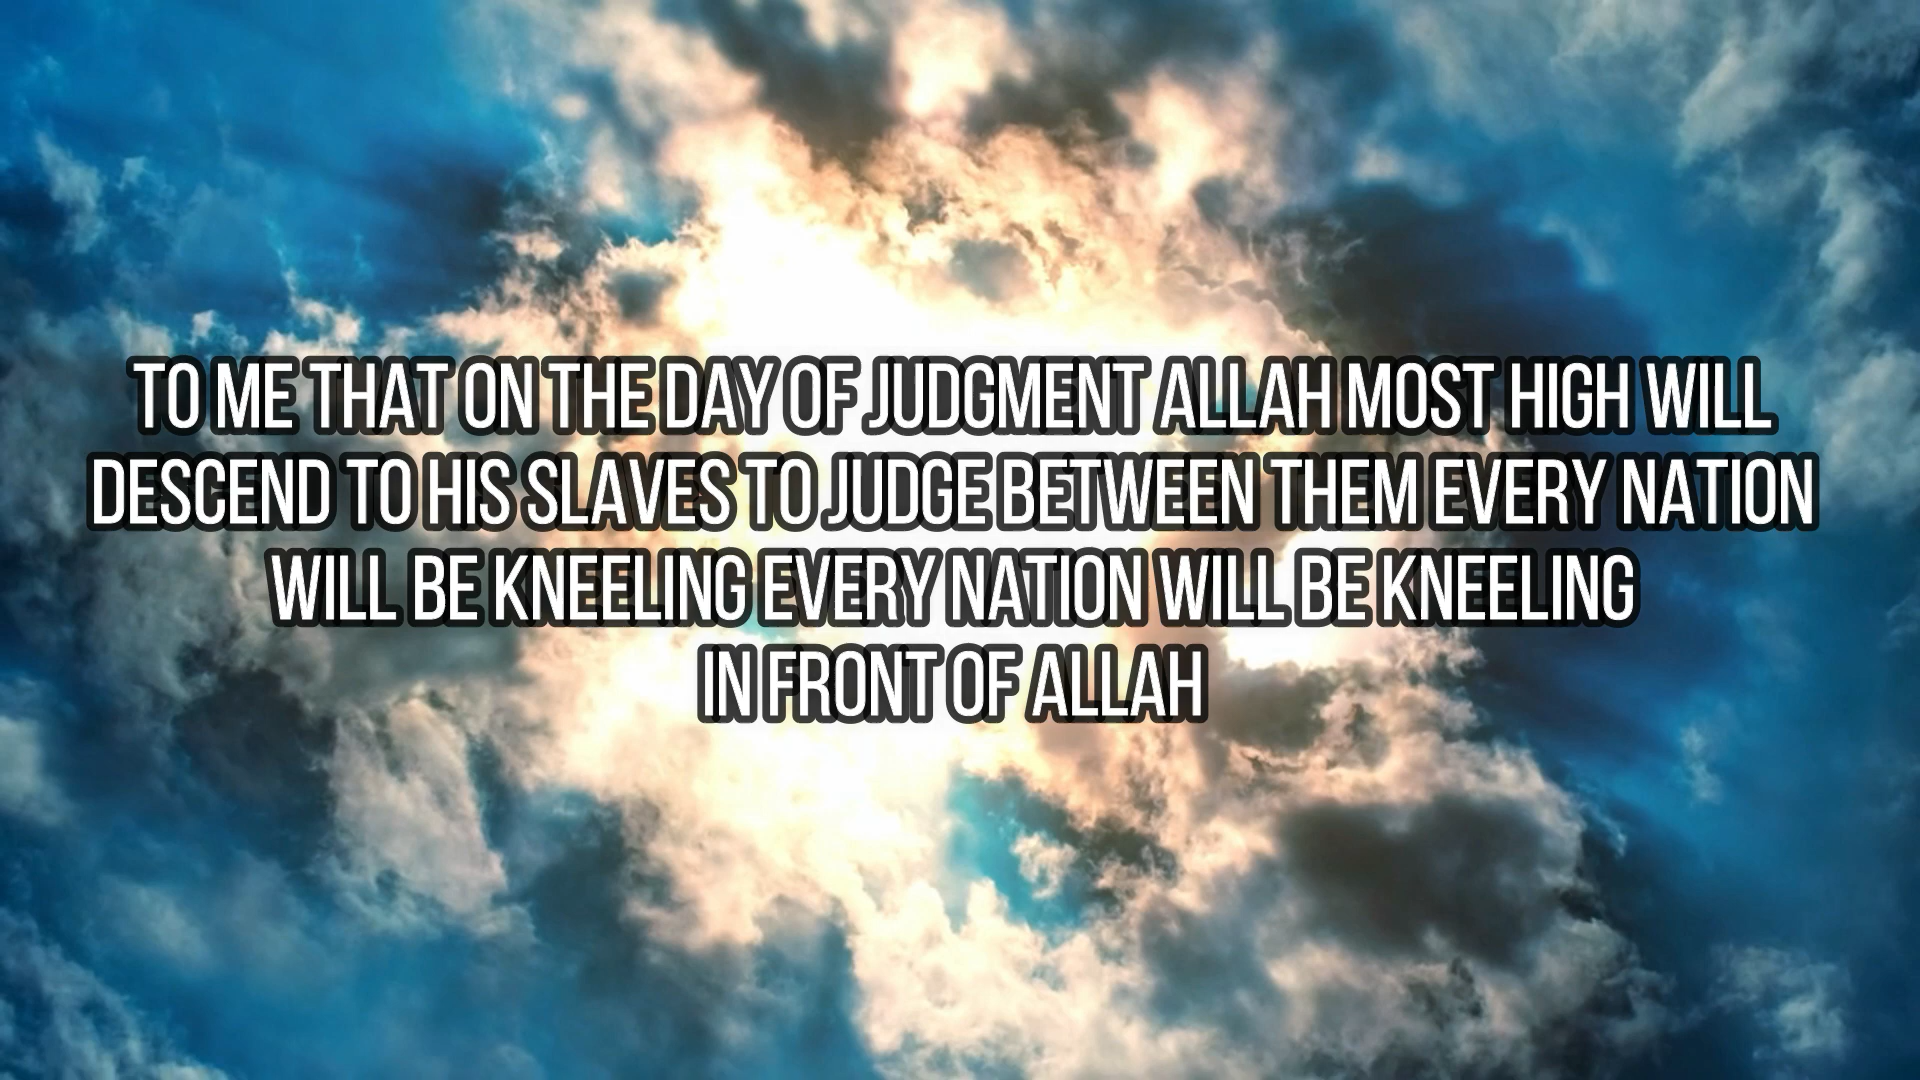 TO ME THAT ON THE DAY OF JUDGMENT ALLAH MOST HIGH WILL
DESCEND TO HIS SLAVES TO JUDGE BETWEEN THEM EVERY NATION
WILL BE KNEELING EVERY NATION WILL BE KNEELING
IN FRONT OF ALLAH